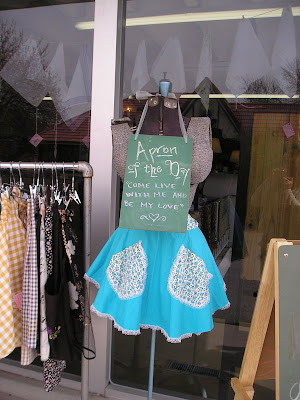 Apron
of the Day
"COME LIVE
WITH ME AND
BE MY LOVE"